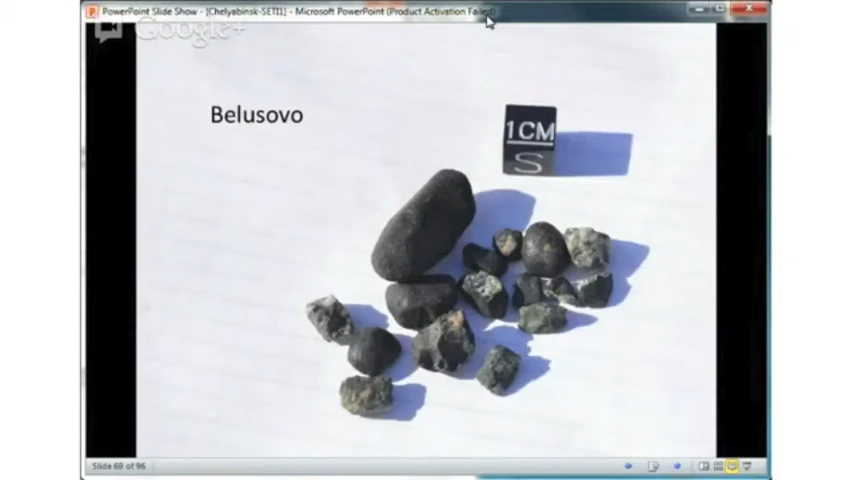 PowerPoint Slide Show - [Chelyabinsk-SETI1] - Microsoft PowerPoint (Product Activation Failed)
Google+
Belusovo
1CM
S
Slide 69 of 96